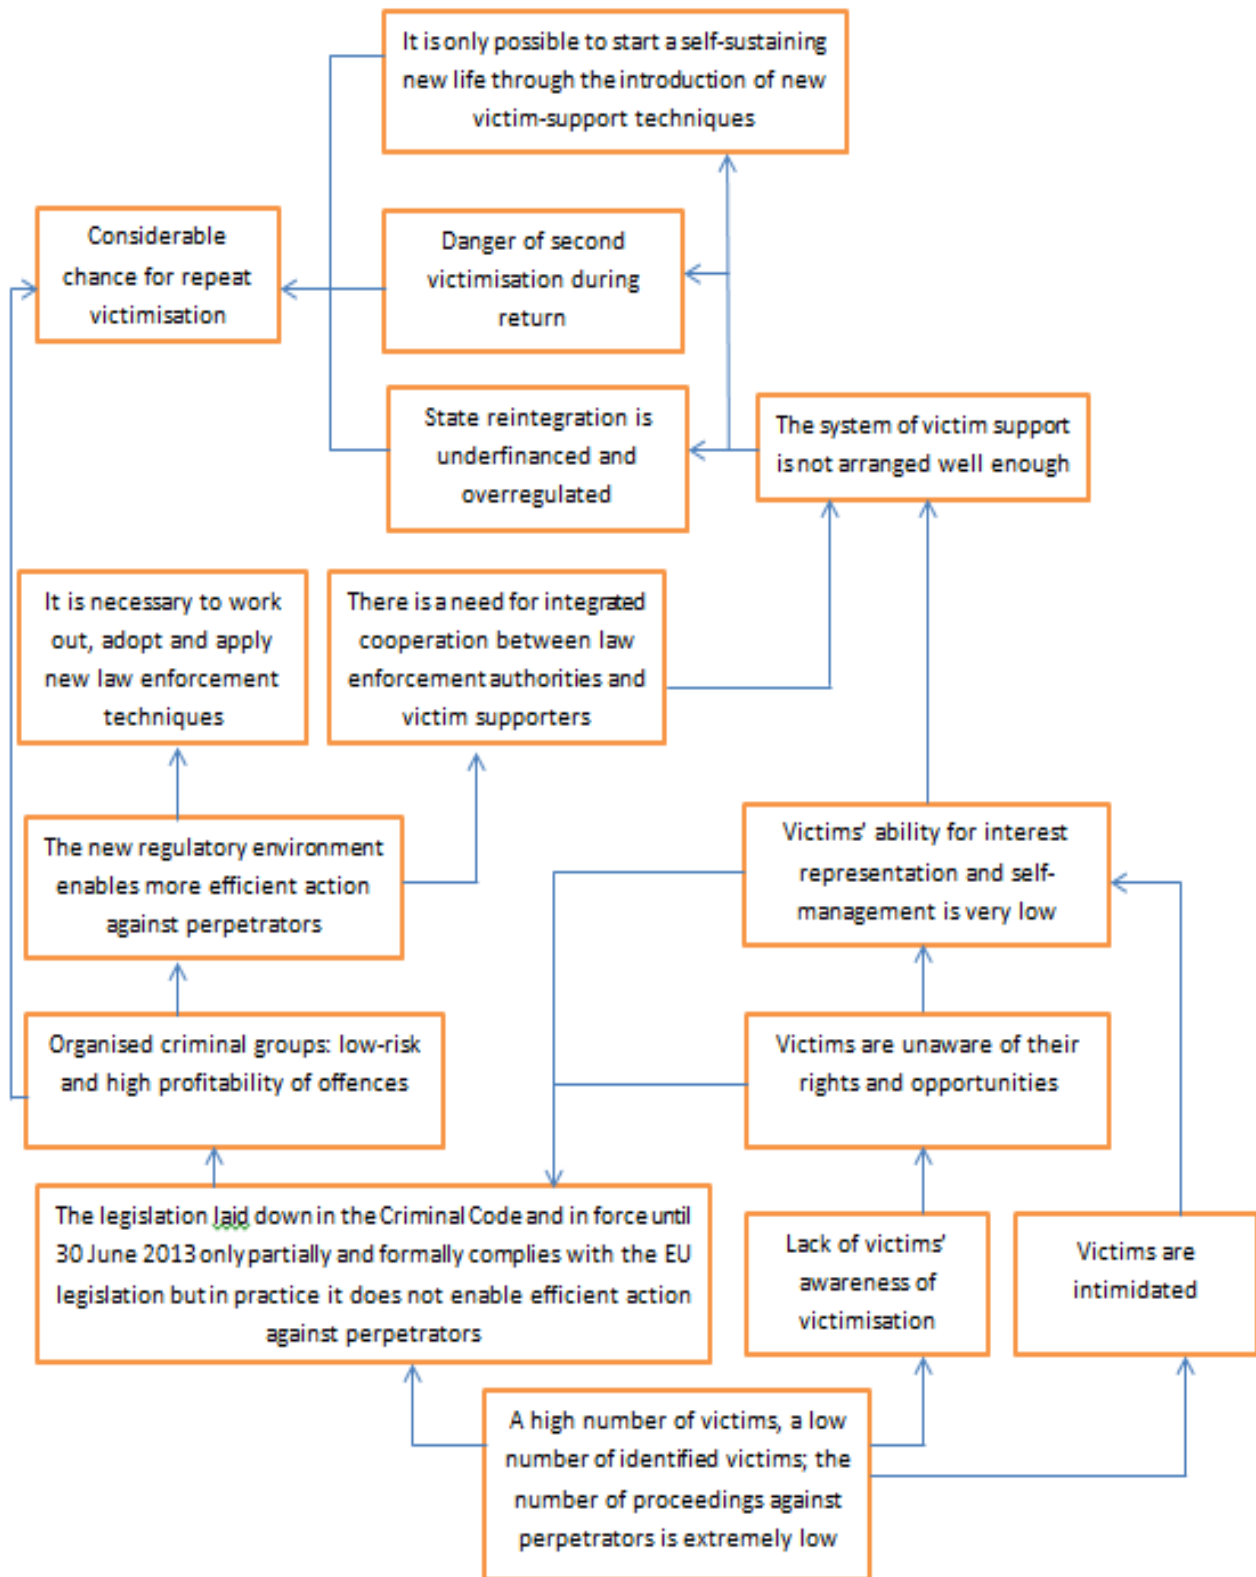 It is only possible to start a self-sustaining
new life through the introduction of new
victim-support techniques
Considerable
chance for repeat
victimisation
Danger of second
victimisation during
return
State reintegration is
underfinanced and
overregulated
The system of victim support
is not arranged well enough
It is necessary to work
out, adopt and apply
new law enforcement
techniques
There is a need for integrated
cooperation between law
enforcement authorities and
victim supporters
The new regulatory environment
enables more efficient action
against perpetrators
Victims' ability for interest
representation and self-
management is very low
Organised criminal groups: low-risk
and high profitability of offences
Victims are unaware of their
rights and opportunities
The legislation laid down in the Criminal Code and in force until
30 June 2013 only partially and formally complies with the EU
legislation but in practice it does not enable efficient action
against perpetrators
Lack of victims'
awareness of
victimisation
Victims are
intimidated
A high number of victims, a low
number of identified victims; the
number of proceedings against
perpetrators is extremely low